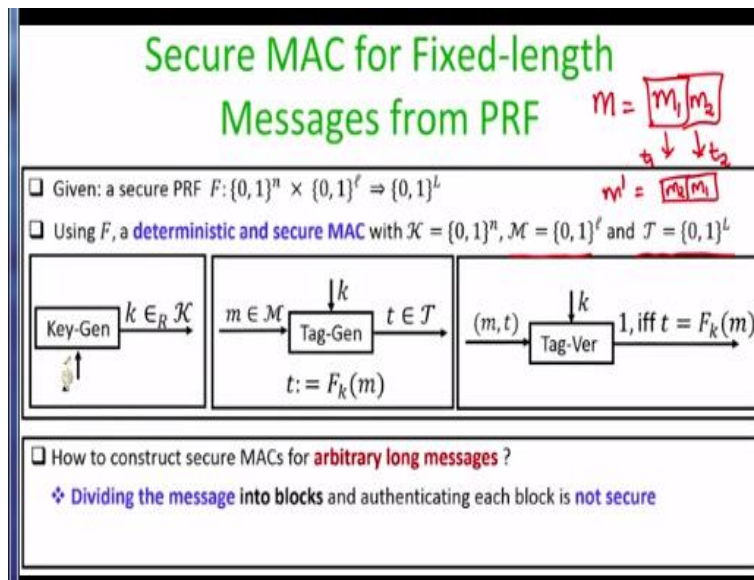 Secure MAC for Fixed-length
Messages from PRF
m = m₁ m₂
t₁ t₂
m' = m₂ m₁
❑ Given: a secure PRF F: {0, 1}ⁿ × {0, 1}^ℓ ⇒ {0, 1}^L
❑ Using F, a deterministic and secure MAC with 𝒦 = {0, 1}ⁿ, ℳ = {0, 1}^ℓ and 𝒯 = {0, 1}^L
Key-Gen
k ∈_R 𝒦
m ∈ ℳ
k
Tag-Gen
t ∈ 𝒯
t: = F_k(m)
(m, t)
k
Tag-Ver
1, iff t = F_k(m)
❑ How to construct secure MACs for arbitrary long messages ?
❖ Dividing the message into blocks and authenticating each block is not secure